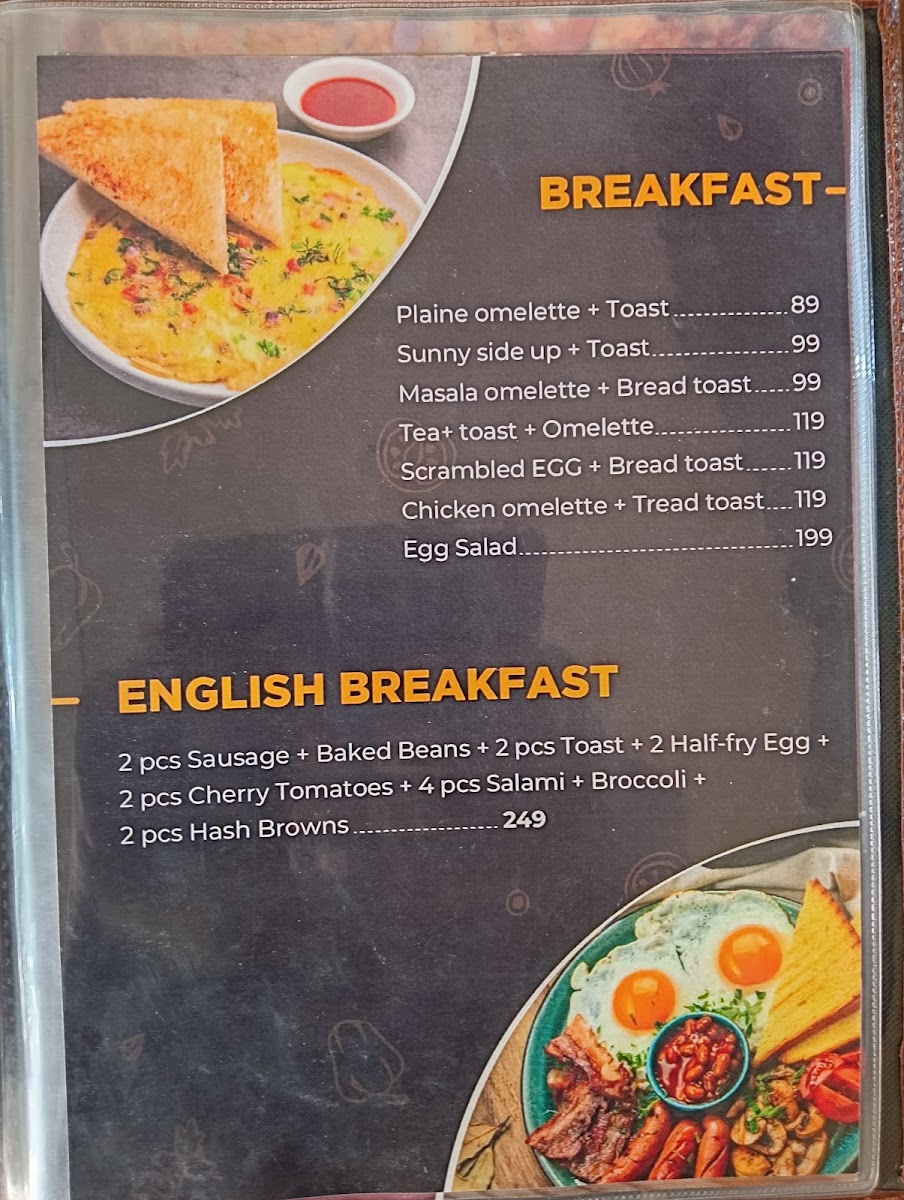 BREAKFAST
Plaine omelette + Toast 89
Sunny side up + Toast 99
Masala omelette + Bread toast 99
Tea+ toast + Omelette 119
Scrambled EGG + Bread toast 119
Chicken omelette + Tread toast 119
Egg Salad 199
ENGLISH BREAKFAST
2 pcs Sausage + Baked Beans + 2 pcs Toast + 2 Half-fry Egg +
2 pcs Cherry Tomatoes + 4 pcs Salami + Broccoli +
2 pcs Hash Browns 249